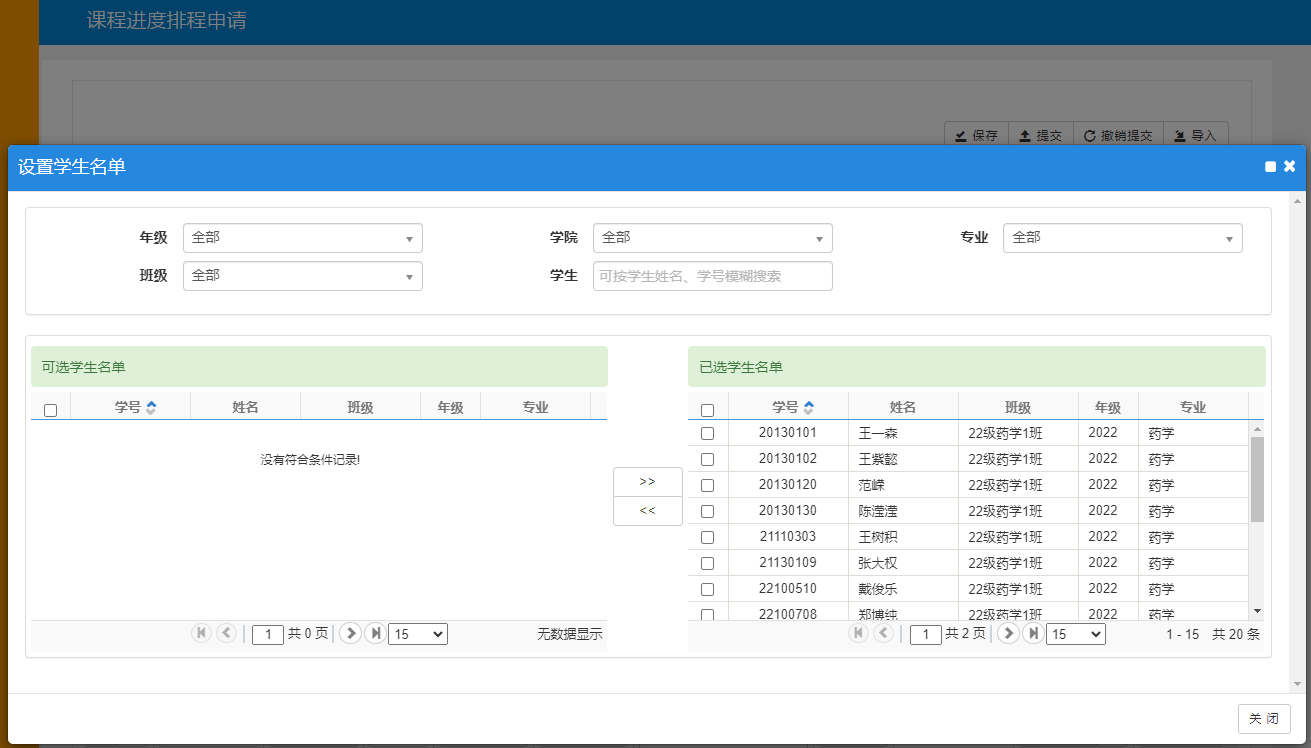 课程进度排程申请
保存 提交 撤销提交 导入
设置学生名单
年级 全部 学院 全部 专业 全部
班级 全部 学生 可按学生姓名、学号模糊搜索
可选学生名单
学号 姓名 班级 年级 专业
没有符合条件记录!
1 共 0 页 15 无数据显示
>>
<<
已选学生名单
学号 姓名 班级 年级 专业
20130101 王一森 22级药学1班 2022 药学
20130102 王紫懿 22级药学1班 2022 药学
20130120 范嵘 22级药学1班 2022 药学
20130130 陈滢滢 22级药学1班 2022 药学
21110303 王树积 22级药学1班 2022 药学
21130109 张大权 22级药学1班 2022 药学
22100510 戴俊乐 22级药学1班 2022 药学
22100708 郑博纯 22级药学1班 2022 药学
1 共 2 页 15 1 - 15 共 20 条
关 闭